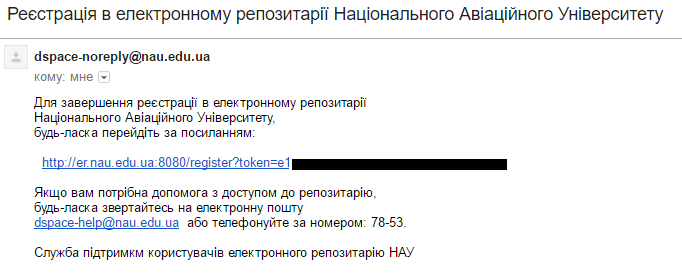 Реєстрація в електронному репозитарії Національного Авіаційного Університету
dspace-noreply@nau.edu.ua
кому: мне
Для завершення реєстрації в електронному репозитарії
Національного Авіаційного Університету,
будь-ласка перейдіть за посиланням:
http://er.nau.edu.ua:8080/register?token=e1
Якщо вам потрібна допомога з доступом до репозитарію,
будь-ласка звертайтесь на електронну пошту
dspace-help@nau.edu.ua або телефонуйте за номером: 78-53.
Служба підтримкм користувачів електронного репозитарію НАУ